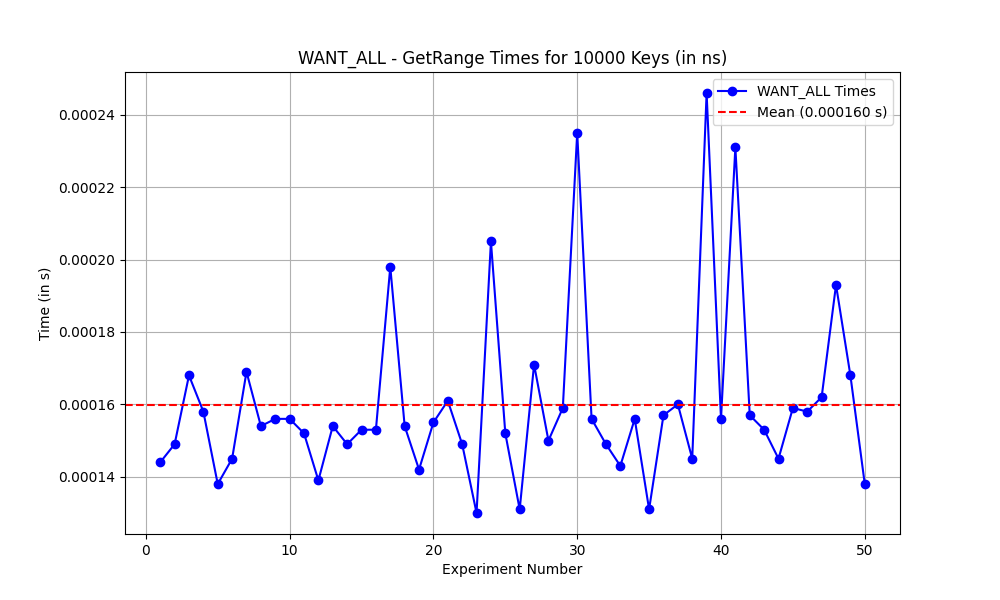 WANT_ALL - GetRange Times for 10000 Keys (in ns)
WANT_ALL Times
Mean (0.000160 s)
0.00024
0.00022
0.00020
0.00018
0.00016
0.00014
Time (in s)
0 10 20 30 40 50
Experiment Number